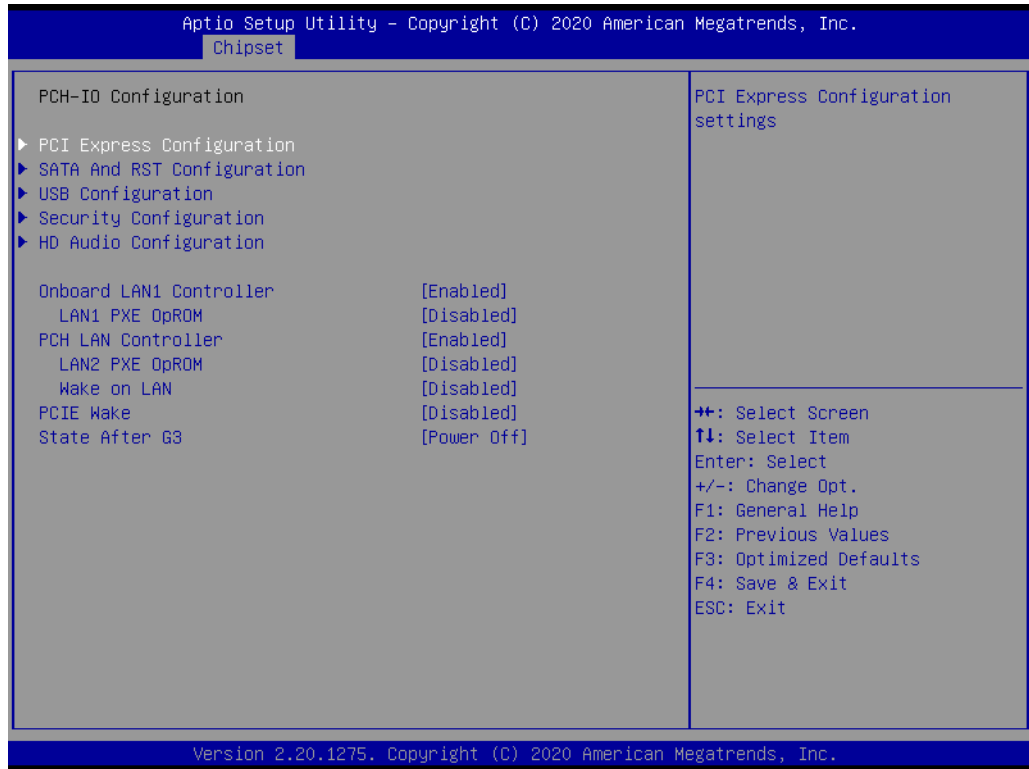 Aptio Setup Utility – Copyright (C) 2020 American Megatrends, Inc.
Chipset
PCH-IO Configuration
▶ PCI Express Configuration
▶ SATA And RST Configuration
▶ USB Configuration
▶ Security Configuration
▶ HD Audio Configuration
Onboard LAN1 Controller [Enabled]
LAN1 PXE OpROM [Disabled]
PCH LAN Controller [Enabled]
LAN2 PXE OpROM [Disabled]
Wake on LAN [Disabled]
PCIE Wake [Disabled]
State After G3 [Power Off]
PCI Express Configuration
settings
→←: Select Screen
↑↓: Select Item
Enter: Select
+/-: Change Opt.
F1: General Help
F2: Previous Values
F3: Optimized Defaults
F4: Save & Exit
ESC: Exit
Version 2.20.1275. Copyright (C) 2020 American Megatrends, Inc.